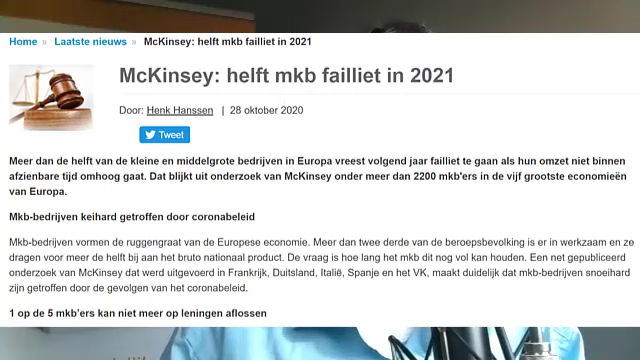 Home » Laatste nieuws » McKinsey: helft mkb failliet in 2021
McKinsey: helft mkb failliet in 2021
Door: Henk Hanssen | 28 oktober 2020
Tweet
Meer dan de helft van de kleine en middelgrote bedrijven in Europa vreest volgend jaar failliet te gaan als hun omzet niet binnen
afzienbare tijd omhoog gaat. Dat blijkt uit onderzoek van McKinsey onder meer dan 2200 mkb'ers in de vijf grootste economieën
van Europa.
Mkb-bedrijven keihard getroffen door coronabeleid
Mkb-bedrijven vormen de ruggengraat van de Europese economie. Meer dan twee derde van de beroepsbevolking is er in werkzaam en ze
dragen voor meer de helft bij aan het bruto nationaal product. De vraag is hoe lang het mkb dit nog vol kan houden. Een net gepubliceerd
onderzoek van McKinsey dat werd uitgevoerd in Frankrijk, Duitsland, Italië, Spanje en het VK, maakt duidelijk dat mkb-bedrijven snoeihard
zijn getroffen door de gevolgen van het coronabeleid.
1 op de 5 mkb'ers kan niet meer op leningen aflossen